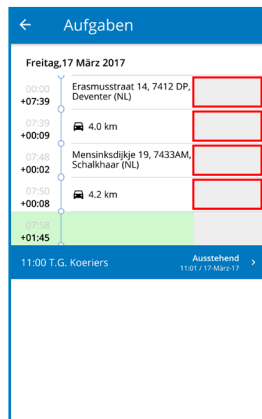 Aufgaben
Freitag,17 März 2017
00:00
+07:39
Erasmusstraat 14, 7412 DP,
Deventer (NL)
07:39
+00:09
4.0 km
07:48
+00:02
Mensinksdijkje 19, 7433AM,
Schalkhaar (NL)
07:50
+00:08
4.2 km
07:58
+01:45
11:00 T.G. Koeriers
Ausstehend
11:01 / 17-März-17